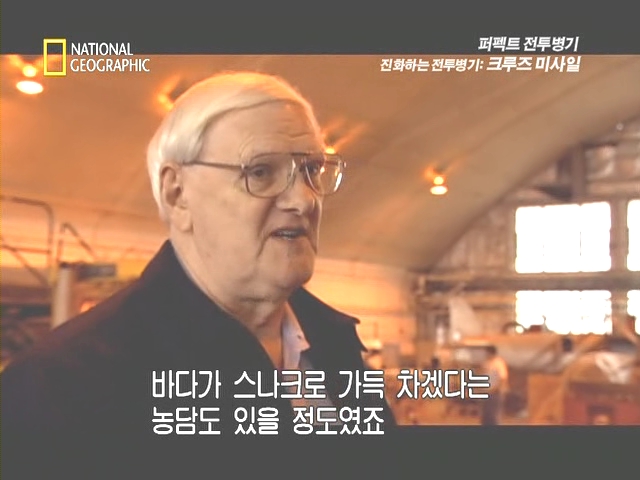 NATIONAL
GEOGRAPHIC
퍼펙트 전투병기
진화하는 전투병기: 크루즈 미사일
바다가 스나크로 가득 차겠다는
농담도 있을 정도였죠